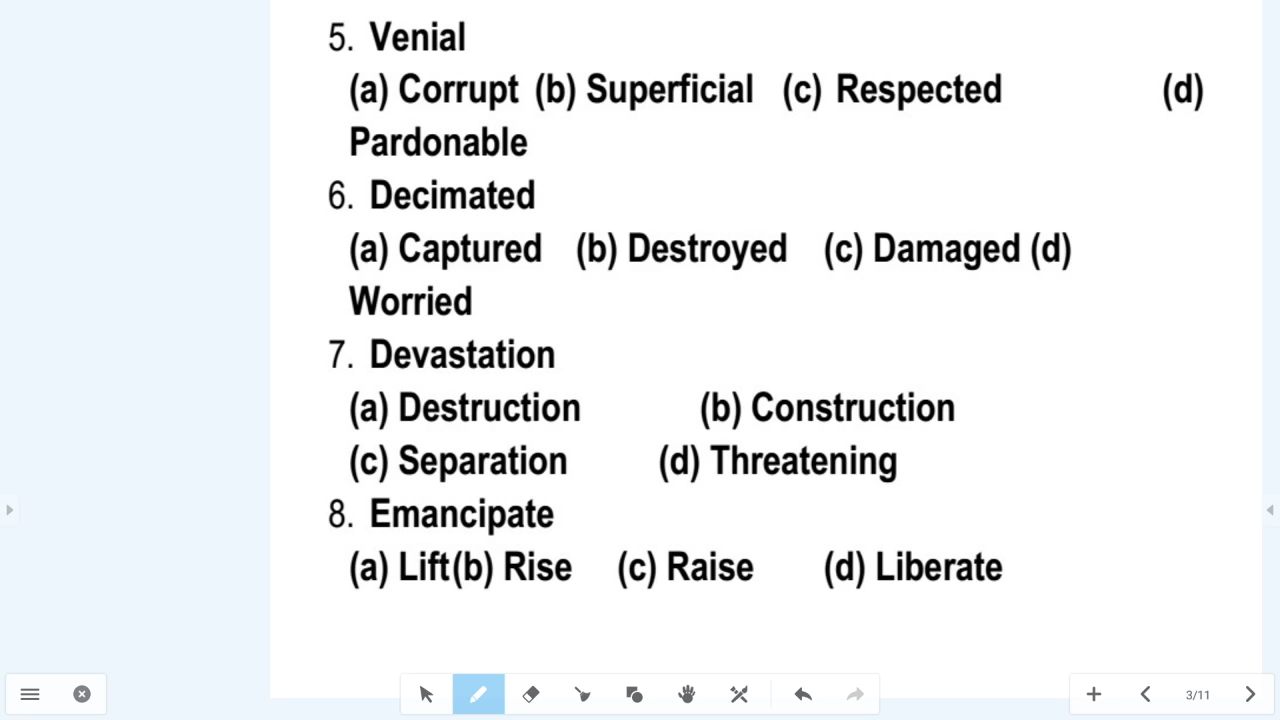 5. Venial
(a) Corrupt (b) Superficial (c) Respected (d)
Pardonable
6. Decimated
(a) Captured (b) Destroyed (c) Damaged (d)
Worried
7. Devastation
(a) Destruction (b) Construction
(c) Separation (d) Threatening
8. Emancipate
(a) Lift(b) Rise (c) Raise (d) Liberate
3/11